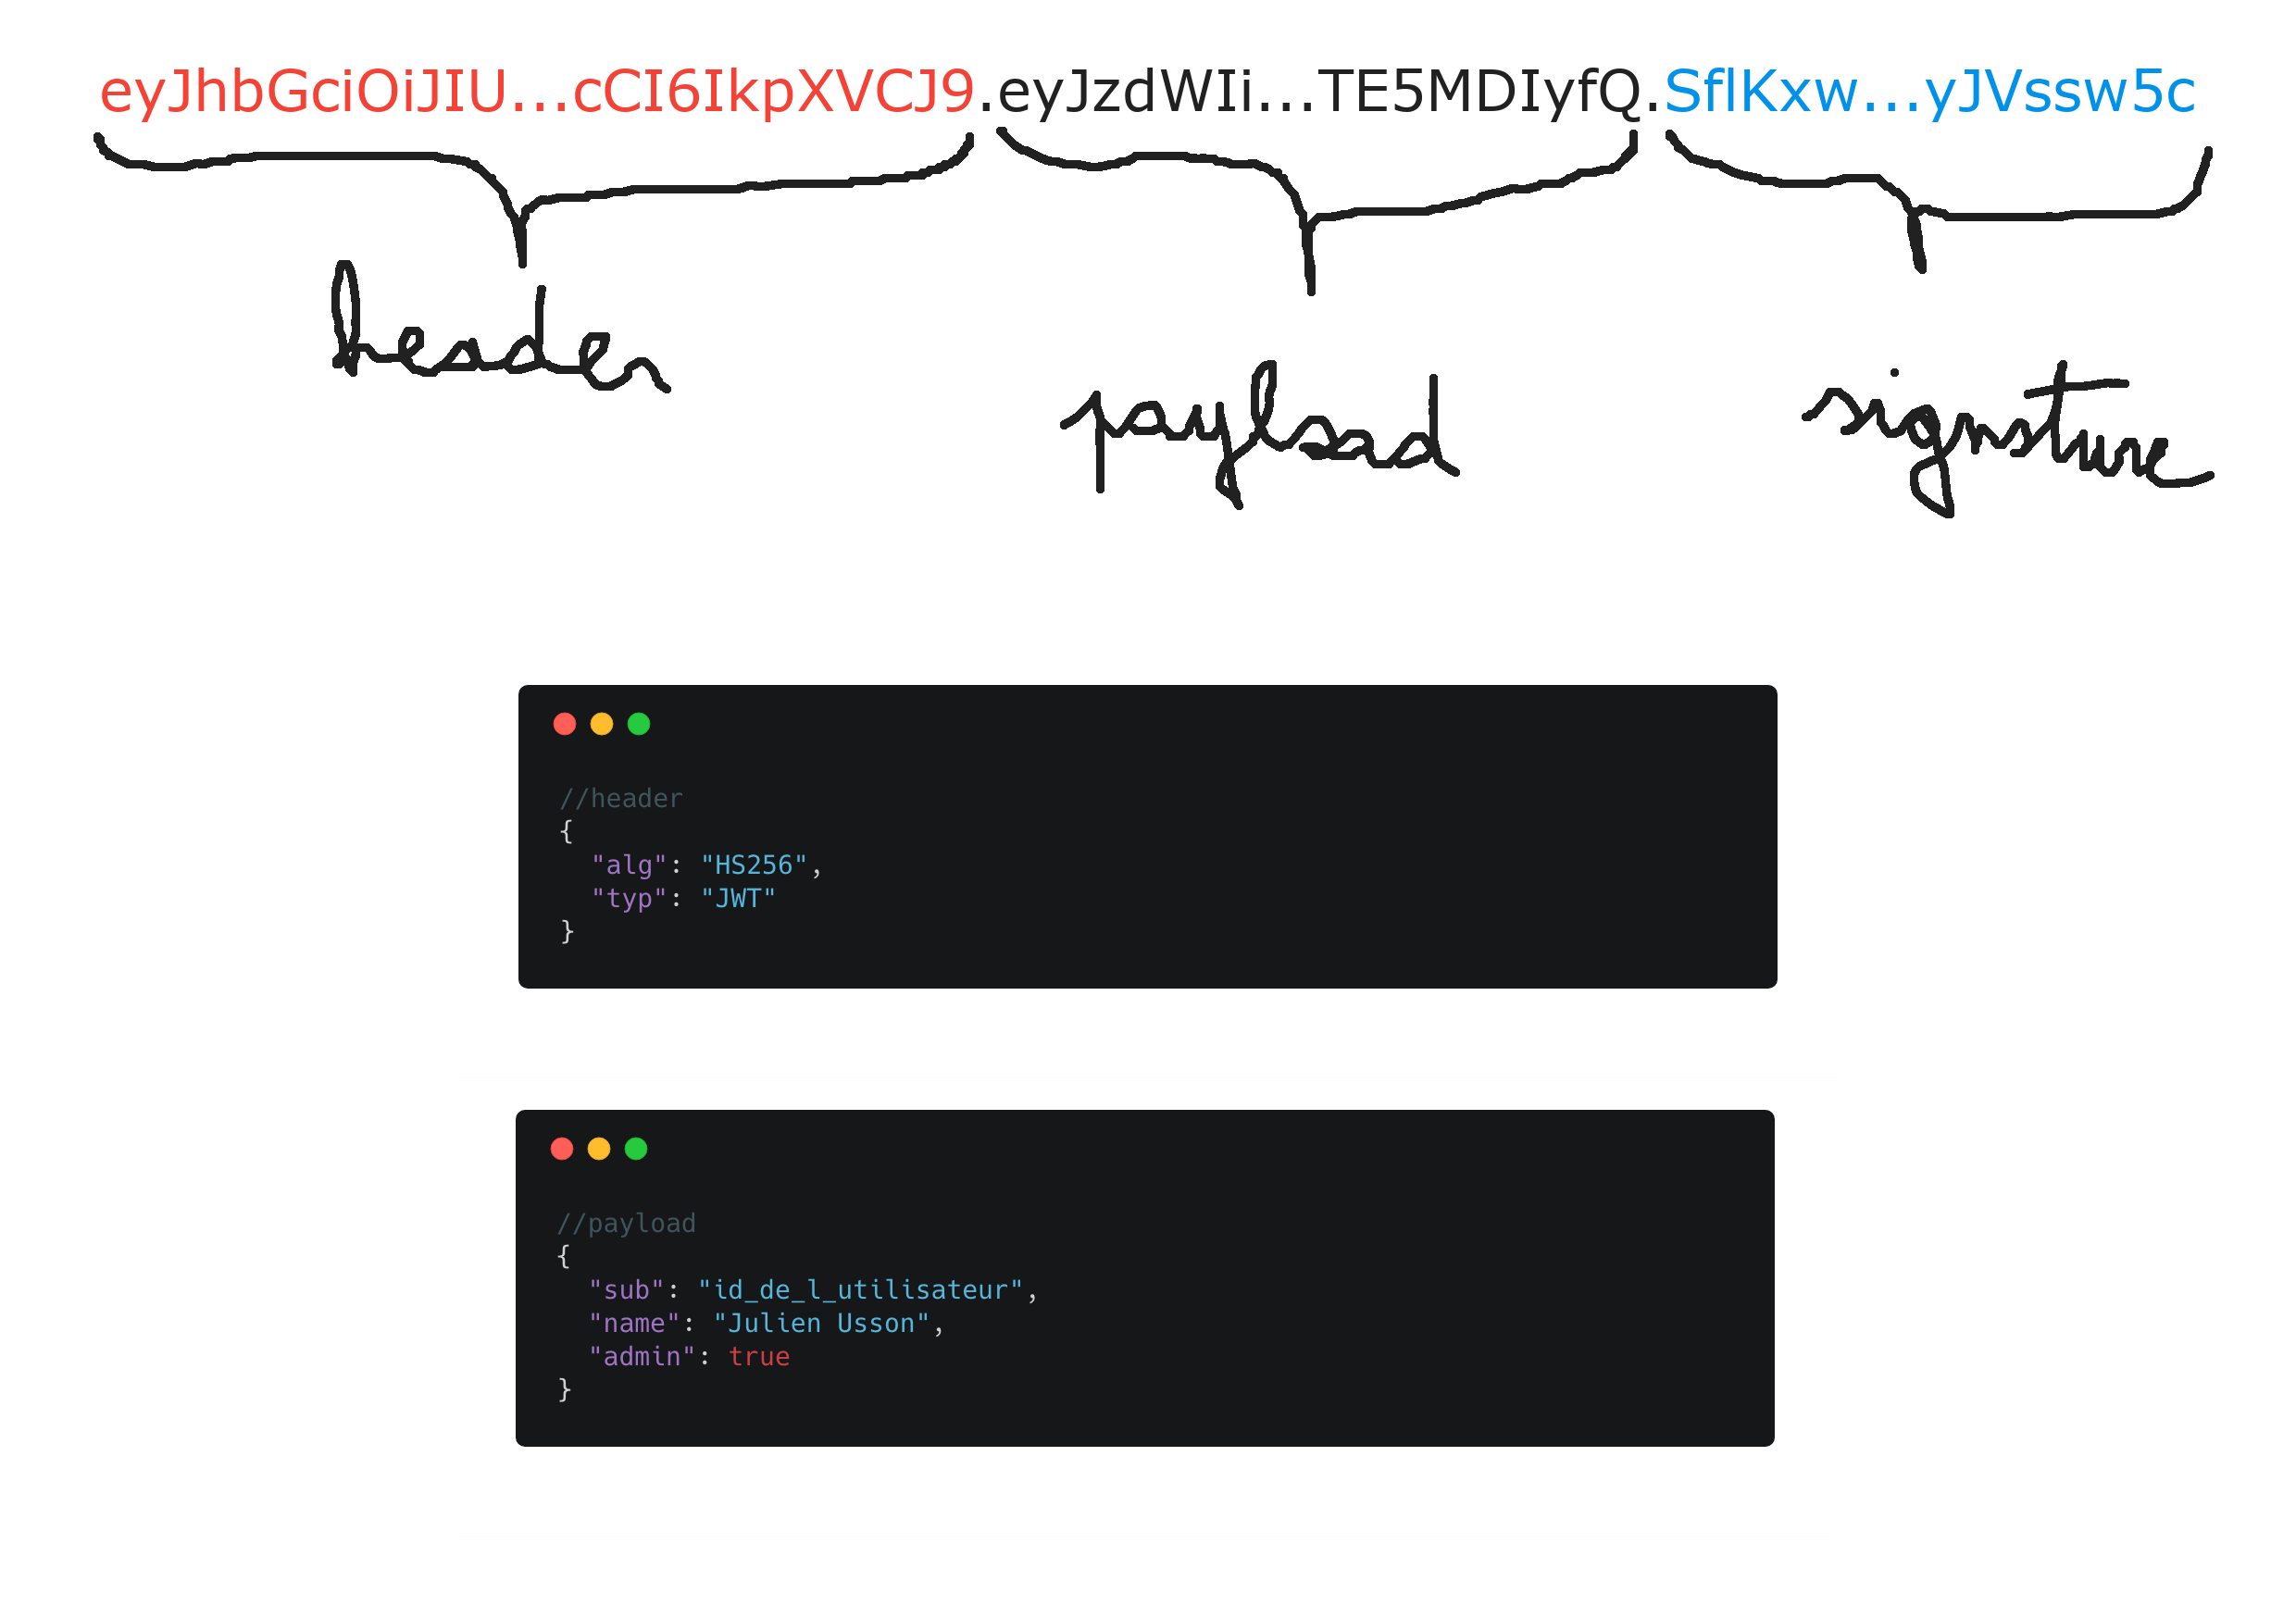 eyJhbGciOiJIU...cCI6IkpXVCJ9.eyJzdWIi...TE5MDIyfQ.SflKxw...yJVssw5c
header
payload
signature
//header
{
  "alg": "HS256",
  "typ": "JWT"
}
//payload
{
  "sub": "id_de_l_utilisateur",
  "name": "Julien Usson",
  "admin": true
}